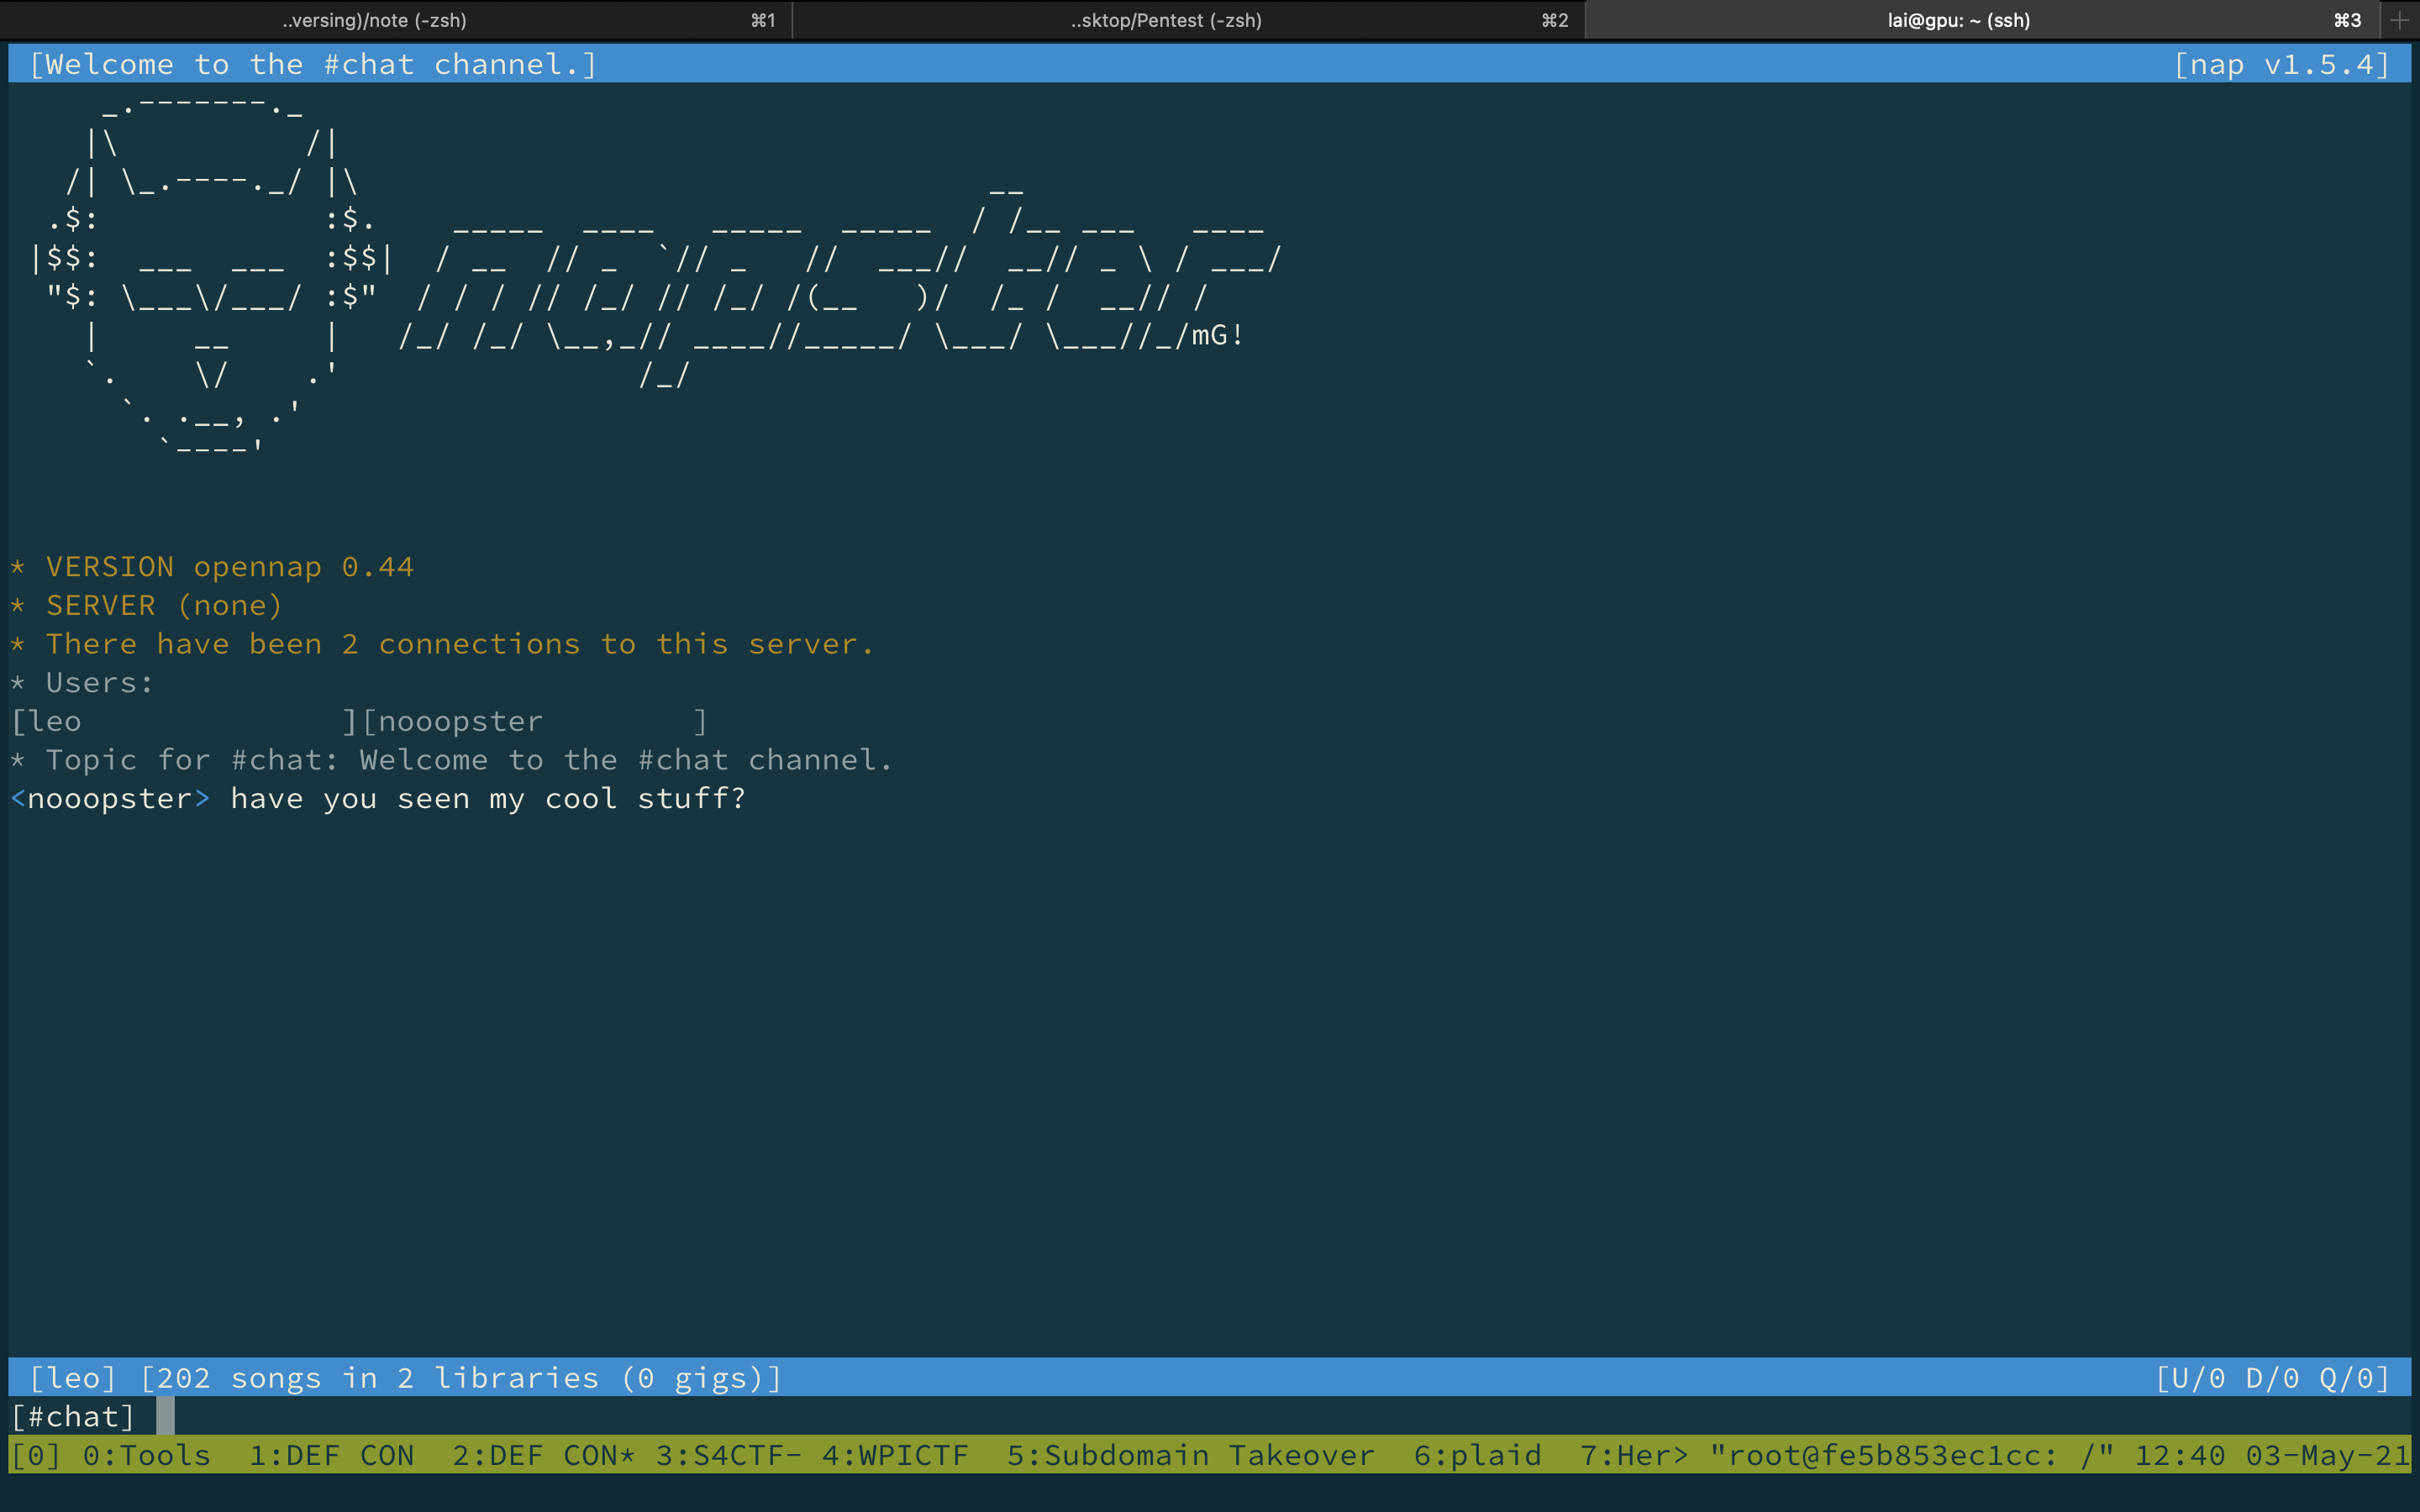 ..versing)/note (-zsh) ⌘1 ..sktop/Pentest (-zsh) ⌘2 lai@gpu: ~ (ssh) ⌘3 +
[Welcome to the #chat channel.] [nap v1.5.4]
napster
mG!
* VERSION opennap 0.44
* SERVER (none)
* There have been 2 connections to this server.
* Users:
[leo ][nooopster ]
* Topic for #chat: Welcome to the #chat channel.
<nooopster> have you seen my cool stuff?
[leo] [202 songs in 2 libraries (0 gigs)] [U/0 D/0 Q/0]
[#chat]
[0] 0:Tools 1:DEF CON 2:DEF CON* 3:S4CTF- 4:WPICTF 5:Subdomain Takeover 6:plaid 7:Her> "root@fe5b853ec1cc: /" 12:40 03-May-21